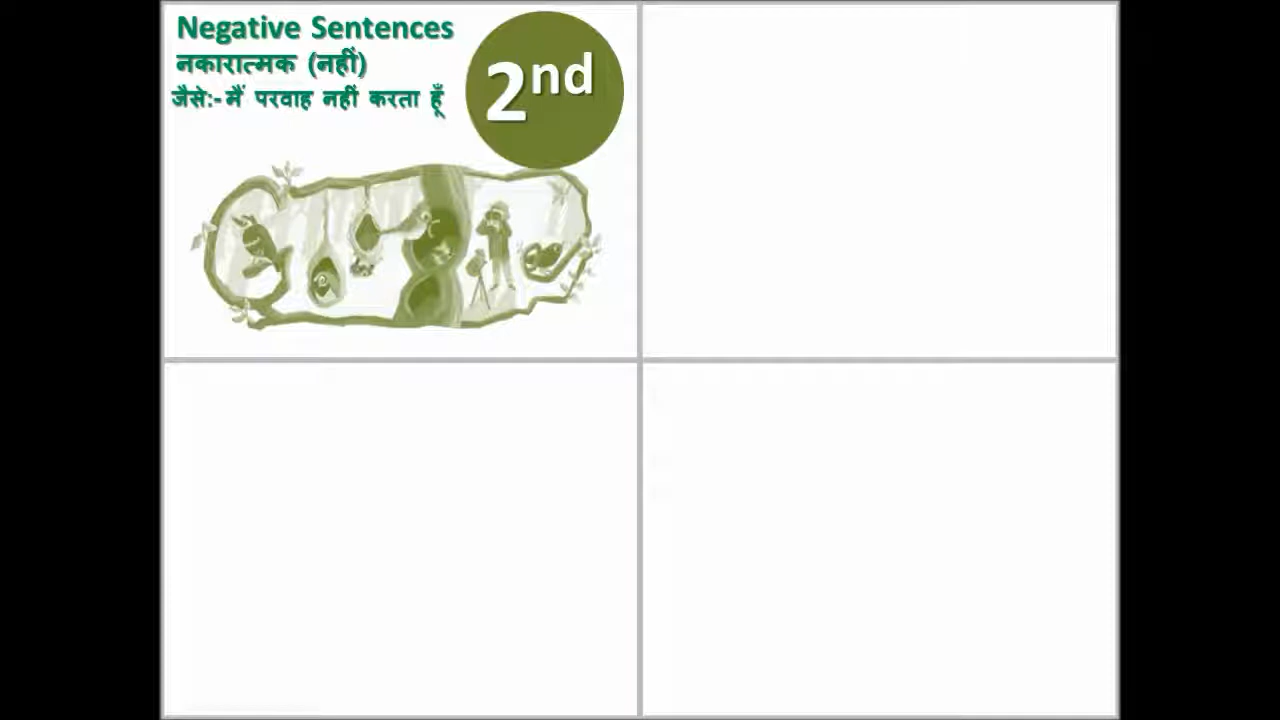 Negative Sentences
नकारात्मक (नहीं)
जैसे:- मैं परवाह नहीं करता हूँ
2nd